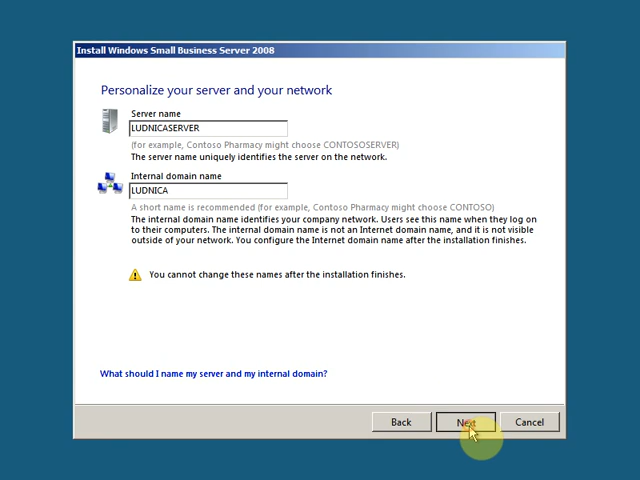 Install Windows Small Business Server 2008
Personalize your server and your network
Server name
LUDNICASERVER
(for example, Contoso Pharmacy might choose CONTOSOSERVER)
The server name uniquely identifies the server on the network.
Internal domain name
LUDNICA
A short name is recommended (for example, Contoso Pharmacy might choose CONTOSO)
The internal domain name identifies your company network. Users see this name when they log on
to their computers. The internal domain name is not an Internet domain name, and it is not visible
outside of your network. You configure the Internet domain name after the installation finishes.
You cannot change these names after the installation finishes.
What should I name my server and my internal domain?
Back Next Cancel